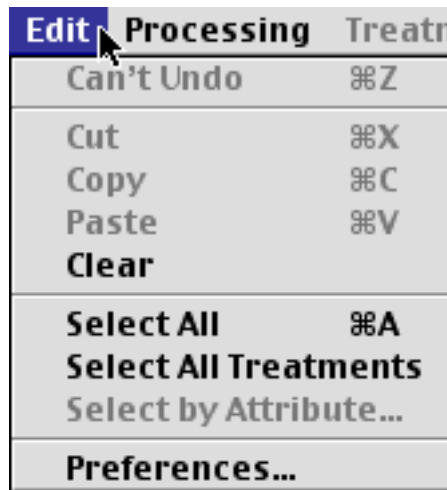 Edit Processing
Can't Undo ⌘Z
Cut ⌘X
Copy ⌘C
Paste ⌘V
Clear
Select All ⌘A
Select All Treatments
Select by Attribute...
Preferences...